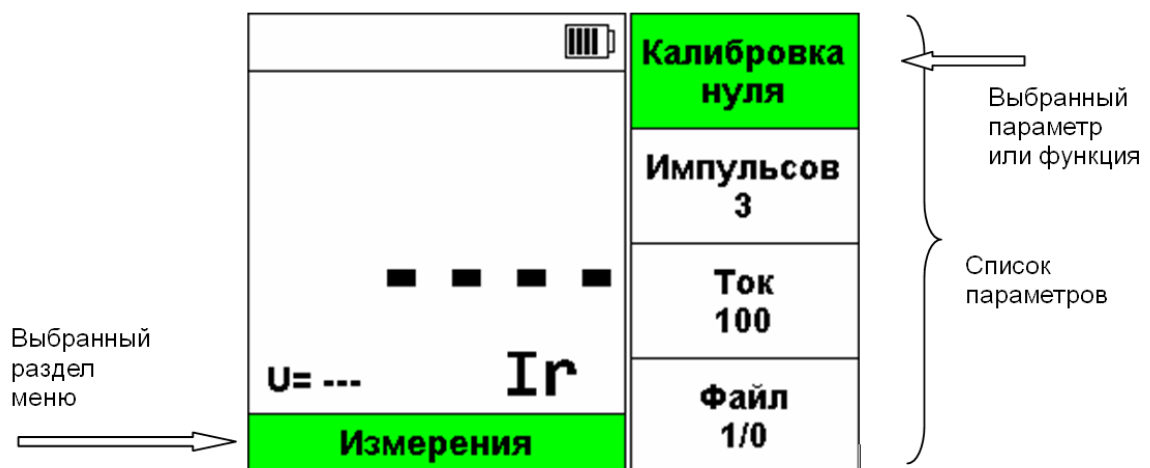 Калибровка
нуля
Выбранный
параметр
или функция
Импульсов
3
Ток
100
Список
параметров
Выбранный
раздел
меню
- - - -
U= ---
Ir
Файл
1/0
Измерения